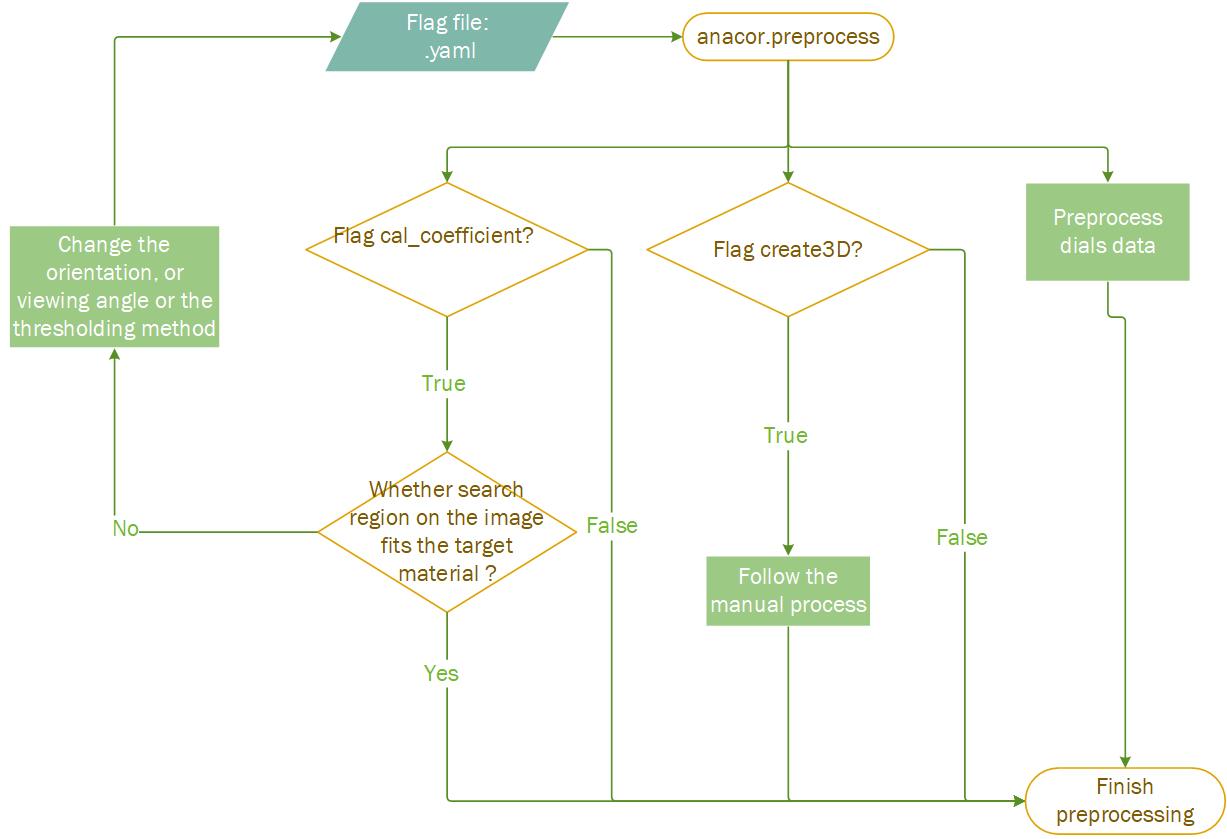 Flag file:
.yaml
anacor.preprocess
Flag cal_coefficient?
Flag create3D?
Preprocess
dials data
Change the
orientation, or
viewing angle or the
thresholding method
True
True
Whether search
region on the image
fits the target
material ?
No
False
False
Follow the
manual process
Yes
Finish
preprocessing